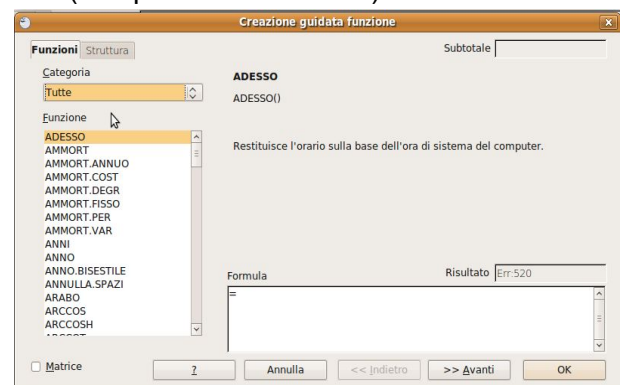 Creazione guidata funzione
Funzioni Struttura
Subtotale
Categoria
Tutte
ADESSO
ADESSO()
Funzione
ADESSO
AMMORT
AMMORT.ANNUO
AMMORT.COST
AMMORT.DEGR
AMMORT.FISSO
AMMORT.PER
AMMORT.VAR
ANNI
ANNO
ANNO.BISESTILE
ANNULLA.SPAZI
ARABO
ARCCOS
ARCCOSH
Restituisce l'orario sulla base dell'ora di sistema del computer.
Formula
Risultato Err:520
=
Matrice
?
Annulla
<< Indietro
>> Avanti
OK